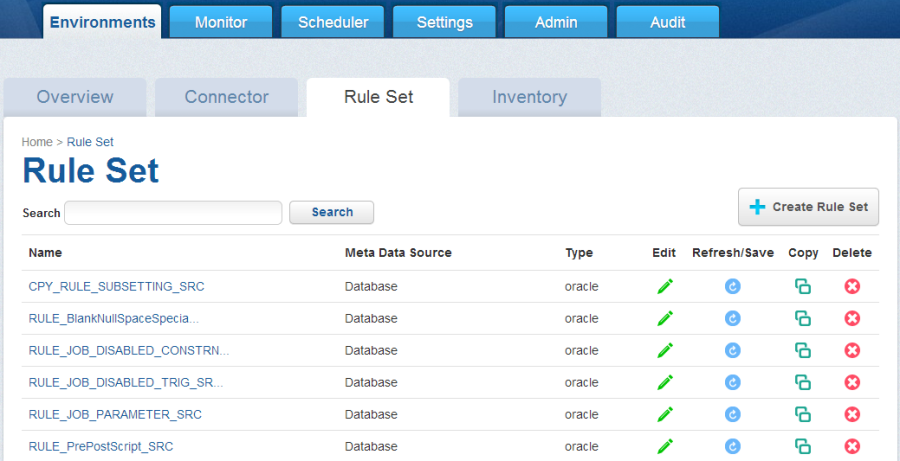 Environments Monitor Scheduler Settings Admin Audit
Overview Connector Rule Set Inventory
Home > Rule Set
Rule Set
Search Search Create Rule Set
Name Meta Data Source Type Edit Refresh/Save Copy Delete
CPY_RULE_SUBSETTING_SRC Database oracle
RULE_BlankNullSpaceSpecia... Database oracle
RULE_JOB_DISABLED_CONSTRN... Database oracle
RULE_JOB_DISABLED_TRIG_SR... Database oracle
RULE_JOB_PARAMETER_SRC Database oracle
RULE_PrePostScript_SRC Database oracle